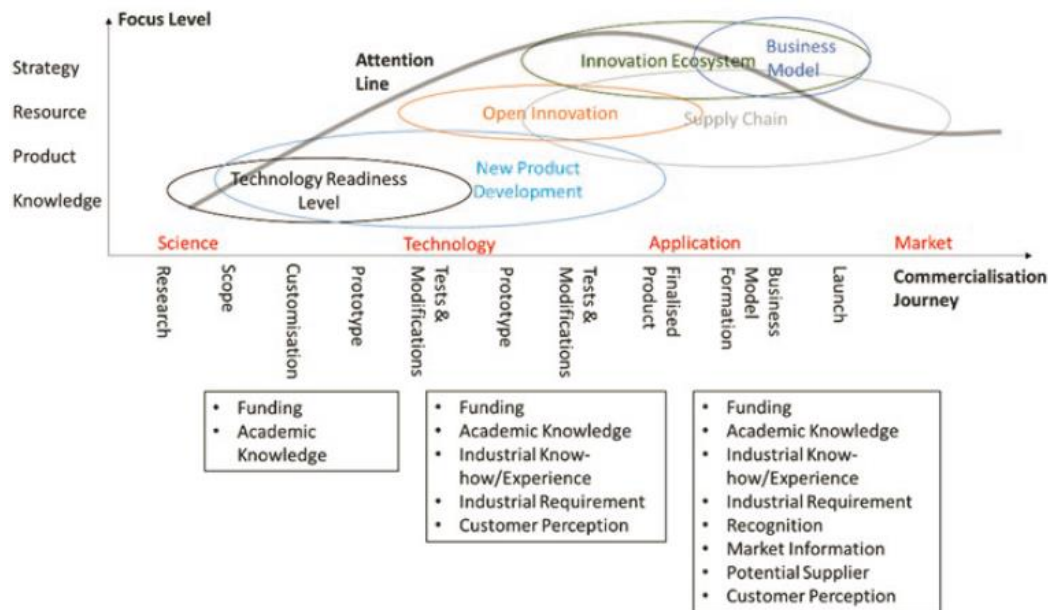 Focus Level
Strategy
Resource
Product
Knowledge
Attention
Line
Innovation Ecosystem
Business
Model
Open Innovation
Supply Chain
Technology Readiness
Level
New Product
Development
Science
Technology
Application
Market
Commercialisation
Journey
Research
Scope
Customisation
Prototype
Tests &
Modifications
Prototype
Tests &
Modifications
Finalised
Product
Business
Model
Formation
Launch
• Funding
• Academic
Knowledge
• Funding
• Academic Knowledge
• Industrial Know-
how/Experience
• Industrial Requirement
• Customer Perception
• Funding
• Academic Knowledge
• Industrial Know-
how/Experience
• Industrial Requirement
• Recognition
• Market Information
• Potential Supplier
• Customer Perception